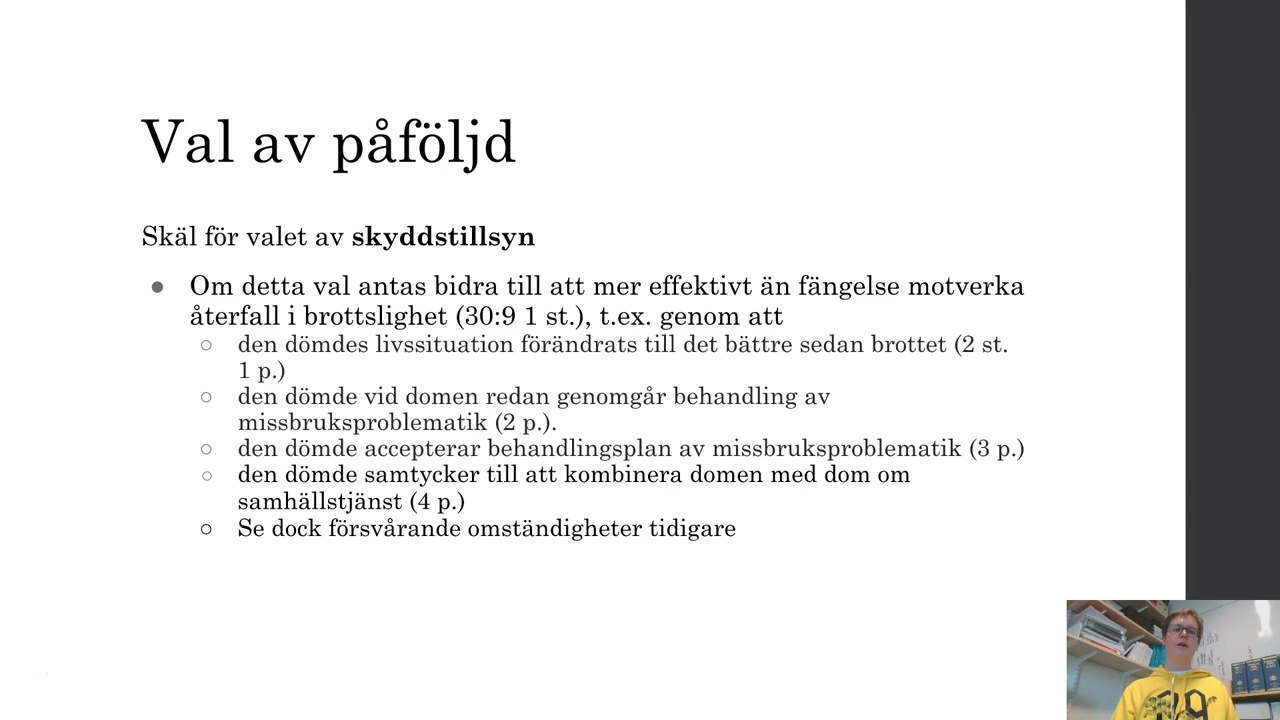 Val av påföljd
Skäl för valet av skyddstillsyn
● Om detta val antas bidra till att mer effektivt än fängelse motverka
återfall i brottslighet (30:9 1 st.), t.ex. genom att
○ den dömdes livssituation förändrats till det bättre sedan brottet (2 st.
1 p.)
○ den dömde vid domen redan genomgår behandling av
missbruksproblematik (2 p.).
○ den dömde accepterar behandlingsplan av missbruksproblematik (3 p.)
○ den dömde samtycker till att kombinera domen med dom om
samhällstjänst (4 p.)
○ Se dock försvårande omständigheter tidigare